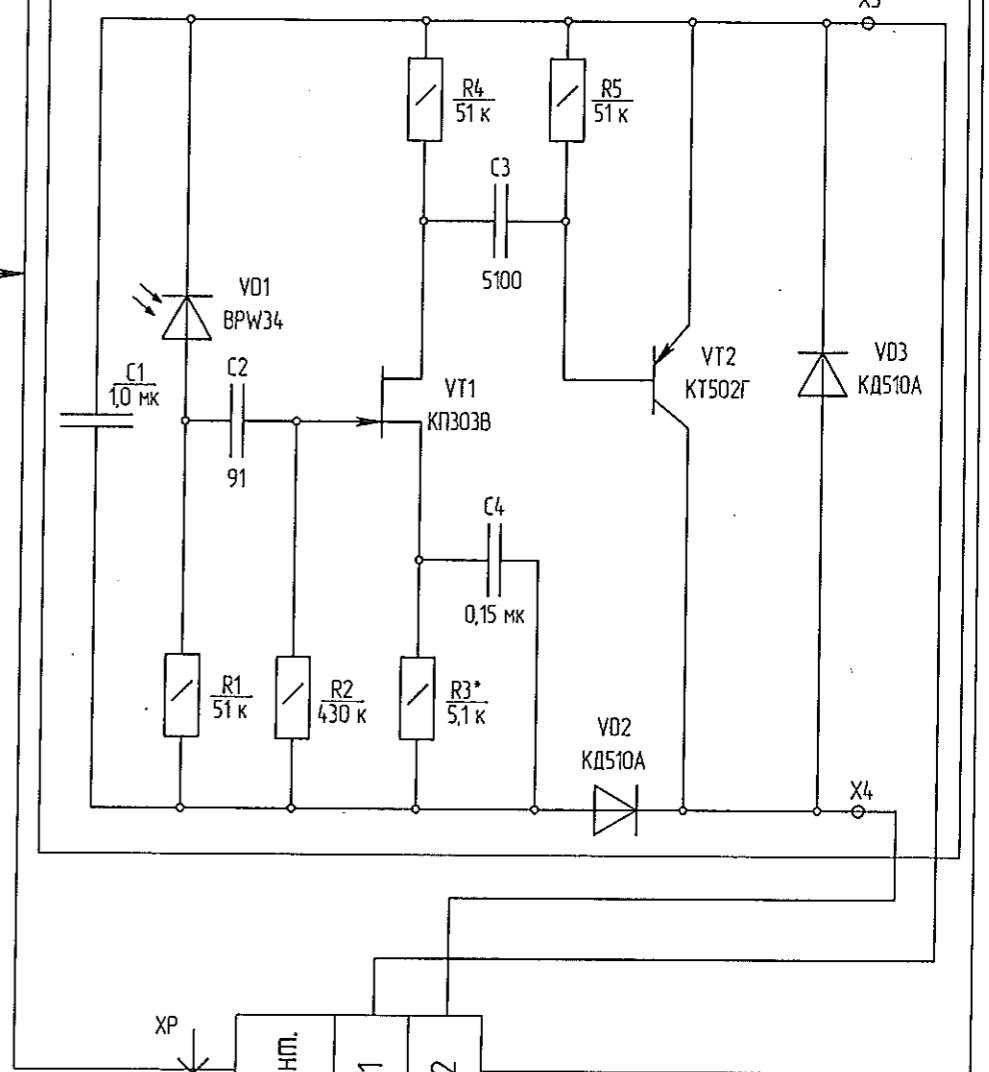 R4
51 к
R5
51 к
C3
5100
VD1
BPW34
C1
1,0 мк
C2
91
VT1
КП303В
VT2
КТ502Г
VD3
КД510А
C4
0,15 мк
R1
51 к
R2
430 к
R3*
5,1 к
VD2
КД510А
X4
XP
1
2